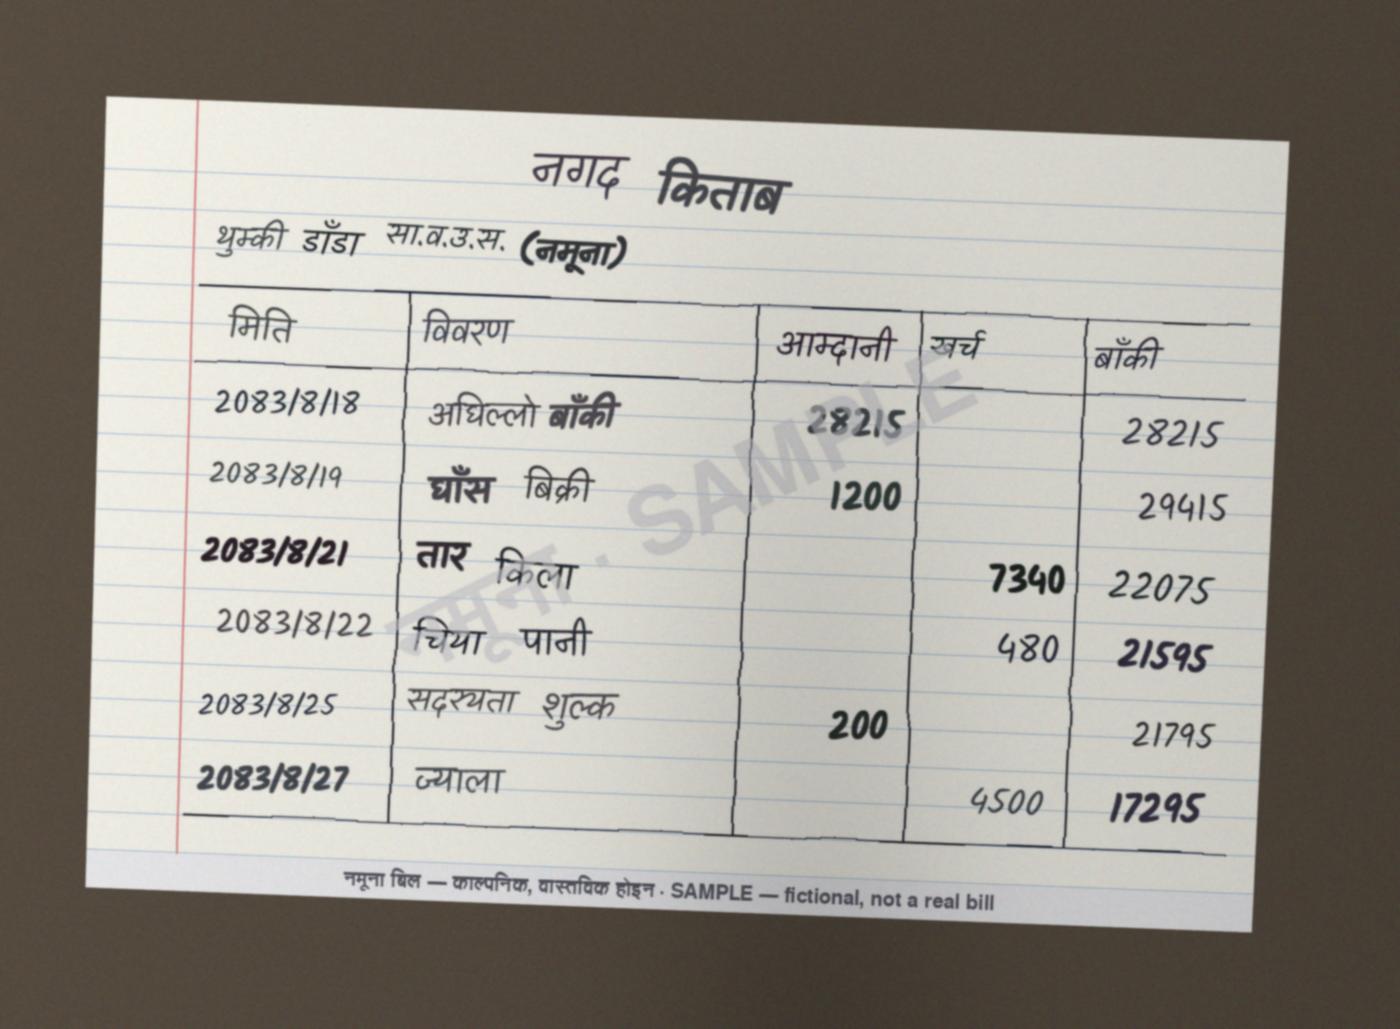 नगद किताब
थुम्की डाँडा सा.व.उ.स. (नमूना)
मिति विवरण आम्दानी खर्च बाँकी
2083/8/18 अघिल्लो बाँकी 28215 28215
2083/8/19 घाँस बिक्री 1200 29415
2083/8/21 तार किला 7340 22075
2083/8/22 चिया पानी 480 21595
2083/8/25 सदस्यता शुल्क 200 21795
2083/8/27 ज्याला 4500 17295
नमूना · SAMPLE
नमूना बिल — काल्पनिक, वास्तविक होइन · SAMPLE — fictional, not a real bill